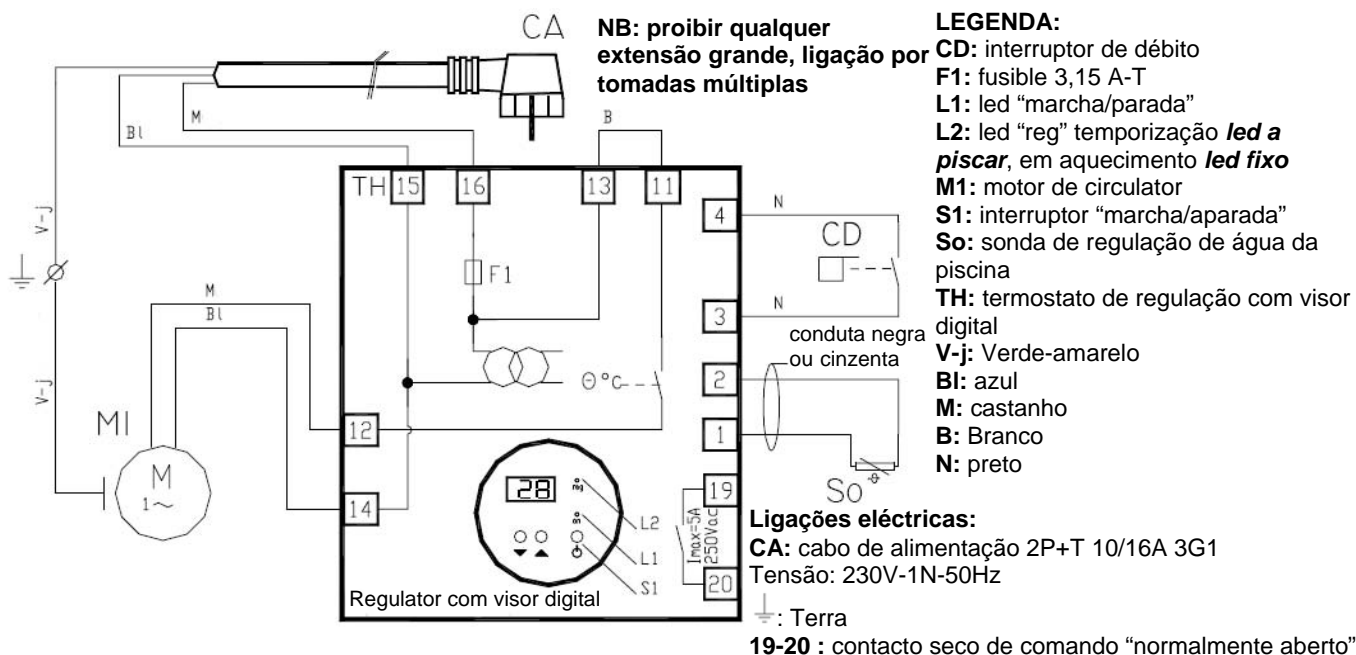 CA
NB: proibir qualquer
extensão grande, ligação por
tomadas múltiplas
LEGENDA:
CD: interruptor de débito
F1: fusible 3,15 A-T
L1: led “marcha/parada”
L2: led “reg” temporização led a
piscar, em aquecimento led fixo
M1: motor de circulator
S1: interruptor “marcha/aparada”
So: sonda de regulação de água da
piscina
TH: termostato de regulação com visor
digital
V-j: Verde-amarelo
Bl: azul
M: castanho
B: Branco
N: preto
Bl
M
B
V-j
V-j
TH
15
16
13
11
4
N
CD
N
3
F1
conduta negra
ou cinzenta
2
1
So
θ
Θ°C
M
Bl
MI
M
1~
12
14
28
reg
on
L2
L1
S1
19
Imax=5A
250Vac
20
Regulator com visor digital
Ligações eléctricas:
CA: cabo de alimentação 2P+T 10/16A 3G1
Tensão: 230V-1N-50Hz
: Terra
19-20 : contacto seco de comando “normalmente aberto”